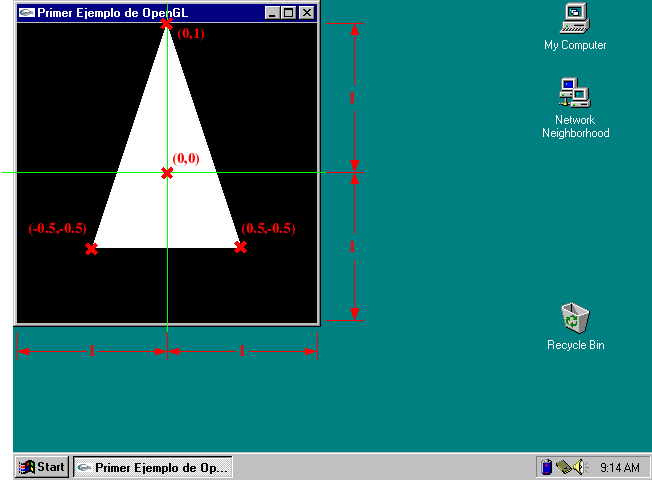 Primer Ejemplo de OpenGL
(0,1)
My Computer
1
Network
Neighborhood
(0,0)
(-0.5,-0.5)
(0.5,-0.5)
1
1
1
Recycle Bin
Start
Primer Ejemplo de Op...
9:14 AM